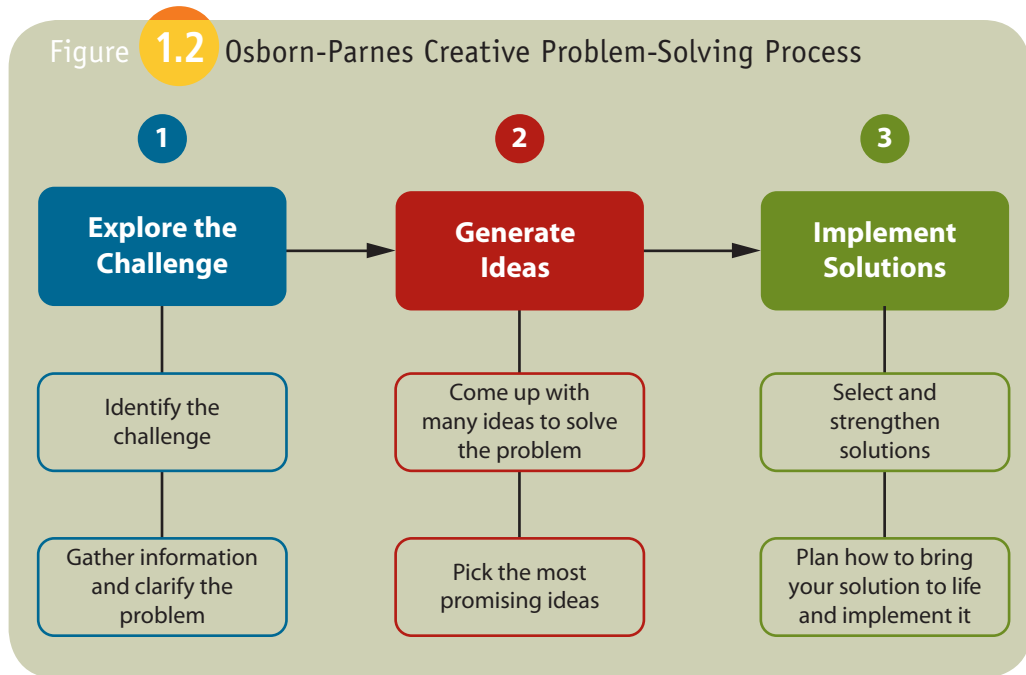 Figure 1.2 Osborn-Parnes Creative Problem-Solving Process
1
Explore the
Challenge
Identify the
challenge
Gather information
and clarify the
problem
2
Generate
Ideas
Come up with
many ideas to solve
the problem
Pick the most
promising ideas
3
Implement
Solutions
Select and
strengthen
solutions
Plan how to bring
your solution to life
and implement it